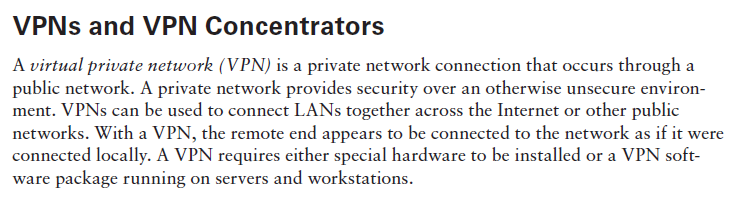 VPNs and VPN Concentrators
A virtual private network (VPN) is a private network connection that occurs through a
public network. A private network provides security over an otherwise unsecure environ-
ment. VPNs can be used to connect LANs together across the Internet or other public
networks. With a VPN, the remote end appears to be connected to the network as if it were
connected locally. A VPN requires either special hardware to be installed or a VPN soft-
ware package running on servers and workstations.